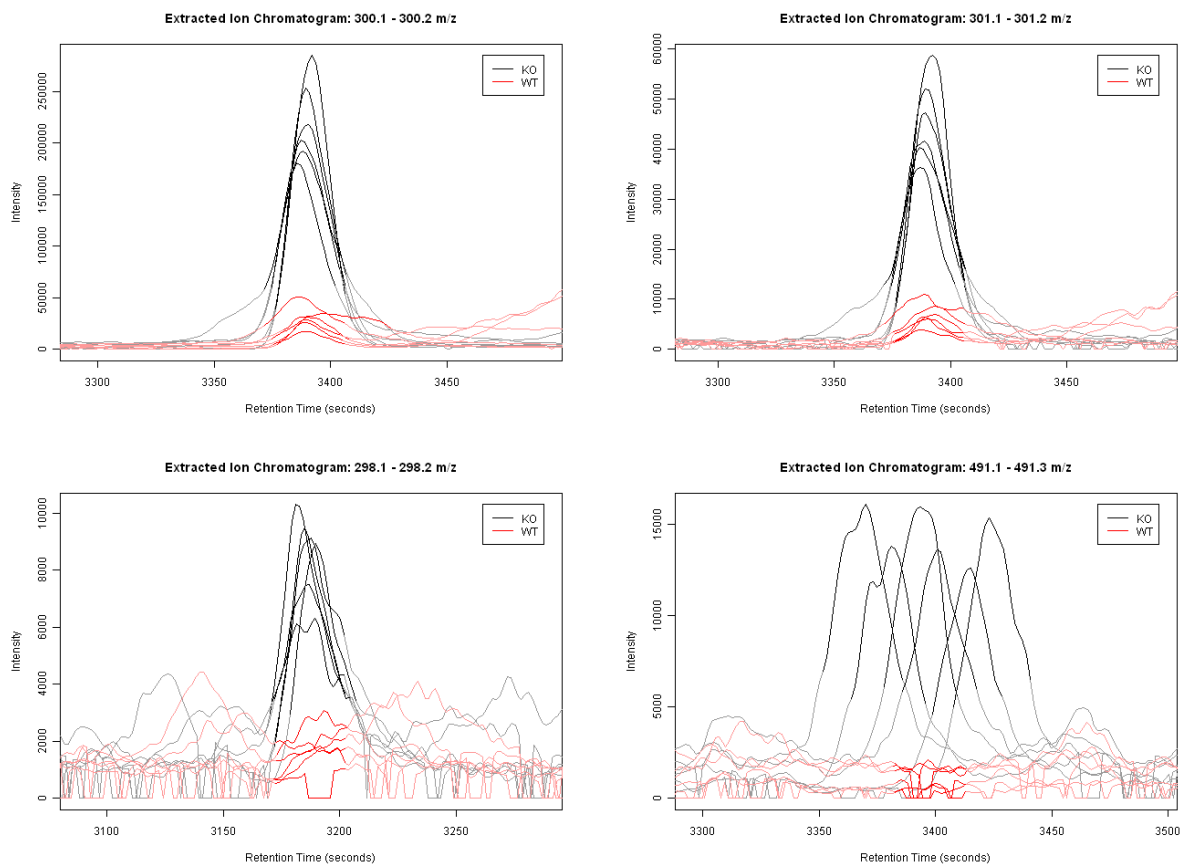 Extracted Ion Chromatogram: 300.1 - 300.2 m/z
Intensity
250000
200000
150000
100000
50000
0
KO
WT
3300
3350
3400
3450
Retention Time (seconds)
Extracted Ion Chromatogram: 301.1 - 301.2 m/z
Intensity
60000
50000
40000
30000
20000
10000
0
KO
WT
3300
3350
3400
3450
Retention Time (seconds)
Extracted Ion Chromatogram: 298.1 - 298.2 m/z
Intensity
10000
8000
6000
4000
2000
0
KO
WT
3100
3150
3200
3250
Retention Time (seconds)
Extracted Ion Chromatogram: 491.1 - 491.3 m/z
Intensity
15000
10000
5000
0
KO
WT
3300
3350
3400
3450
3500
Retention Time (seconds)